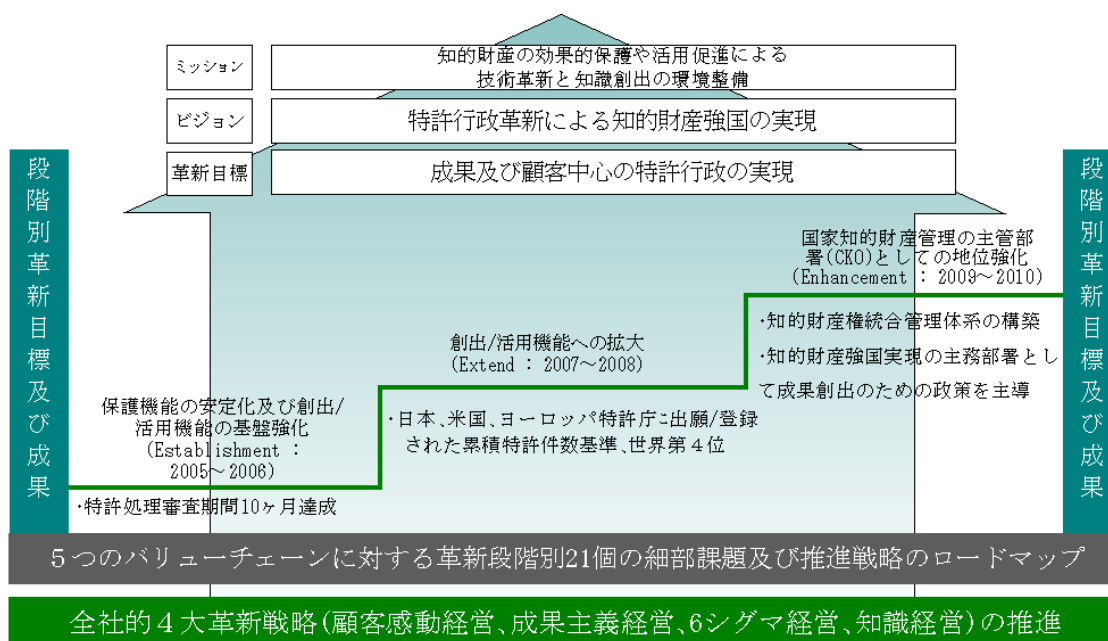 ミッション
知的財産の効果的保護や活用促進による
技術革新と知識創出の環境整備
ビジョン
特許行政革新による知的財産強国の実現
革新目標
成果及び顧客中心の特許行政の実現
段階別革新目標及び成果
保護機能の安定化及び創出/
活用機能の基盤強化
(Establishment :
2005~2006)
・特許処理審査期間10ヶ月達成
創出/活用機能への拡大
(Extend : 2007~2008)
・日本、米国、ヨーロッパ特許庁に出願/登録
された累積特許件数基準、世界第4位
国家知的財産管理の主管部
署(CKO)としての地位強化
(Enhancement : 2009~2010)
・知的財産権統合管理体系の構築
・知的財産強国実現の主務部署とし
て成果創出のための政策を主導
段階別革新目標及び成果
5つのバリューチェーンに対する革新段階別21個の細部課題及び推進戦略のロードマップ
全社的4大革新戦略(顧客感動経営、成果主義経営、6シグマ経営、知識経営)の推進